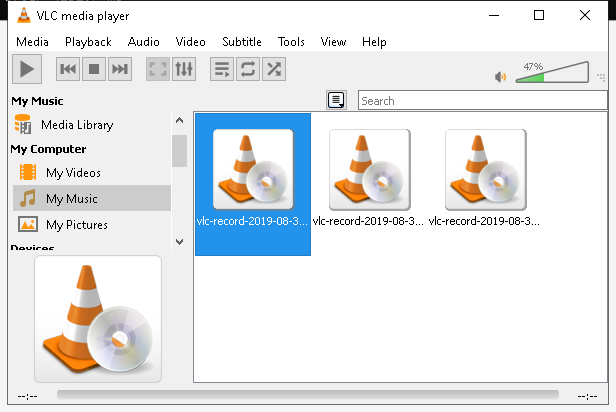 VLC media player
Media Playback Audio Video Subtitle Tools View Help
47%
My Music
Search
Media Library
My Computer
My Videos
My Music
My Pictures
Devices
vlc-record-2019-08-3... vlc-record-2019-08-3... vlc-record-2019-08-3...
--:-- --:--